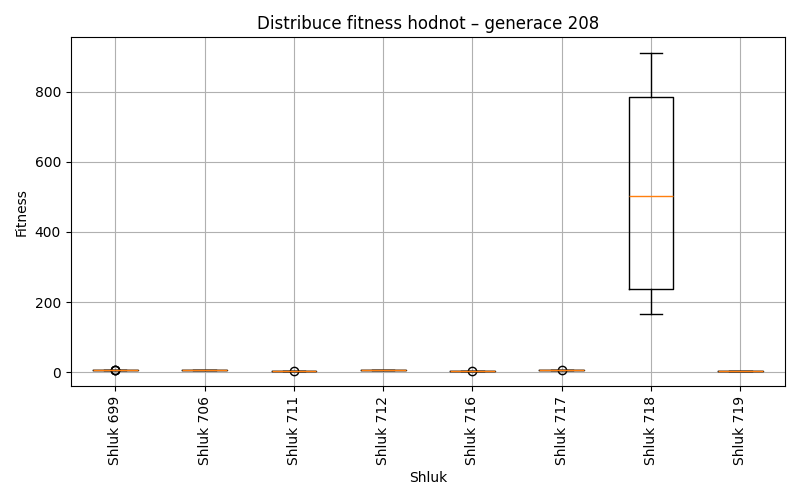 Distribuce fitness hodnot – generace 208
Fitness
800
600
400
200
0
Shluk 699
Shluk 706
Shluk 711
Shluk 712
Shluk 716
Shluk 717
Shluk 718
Shluk 719
Shluk